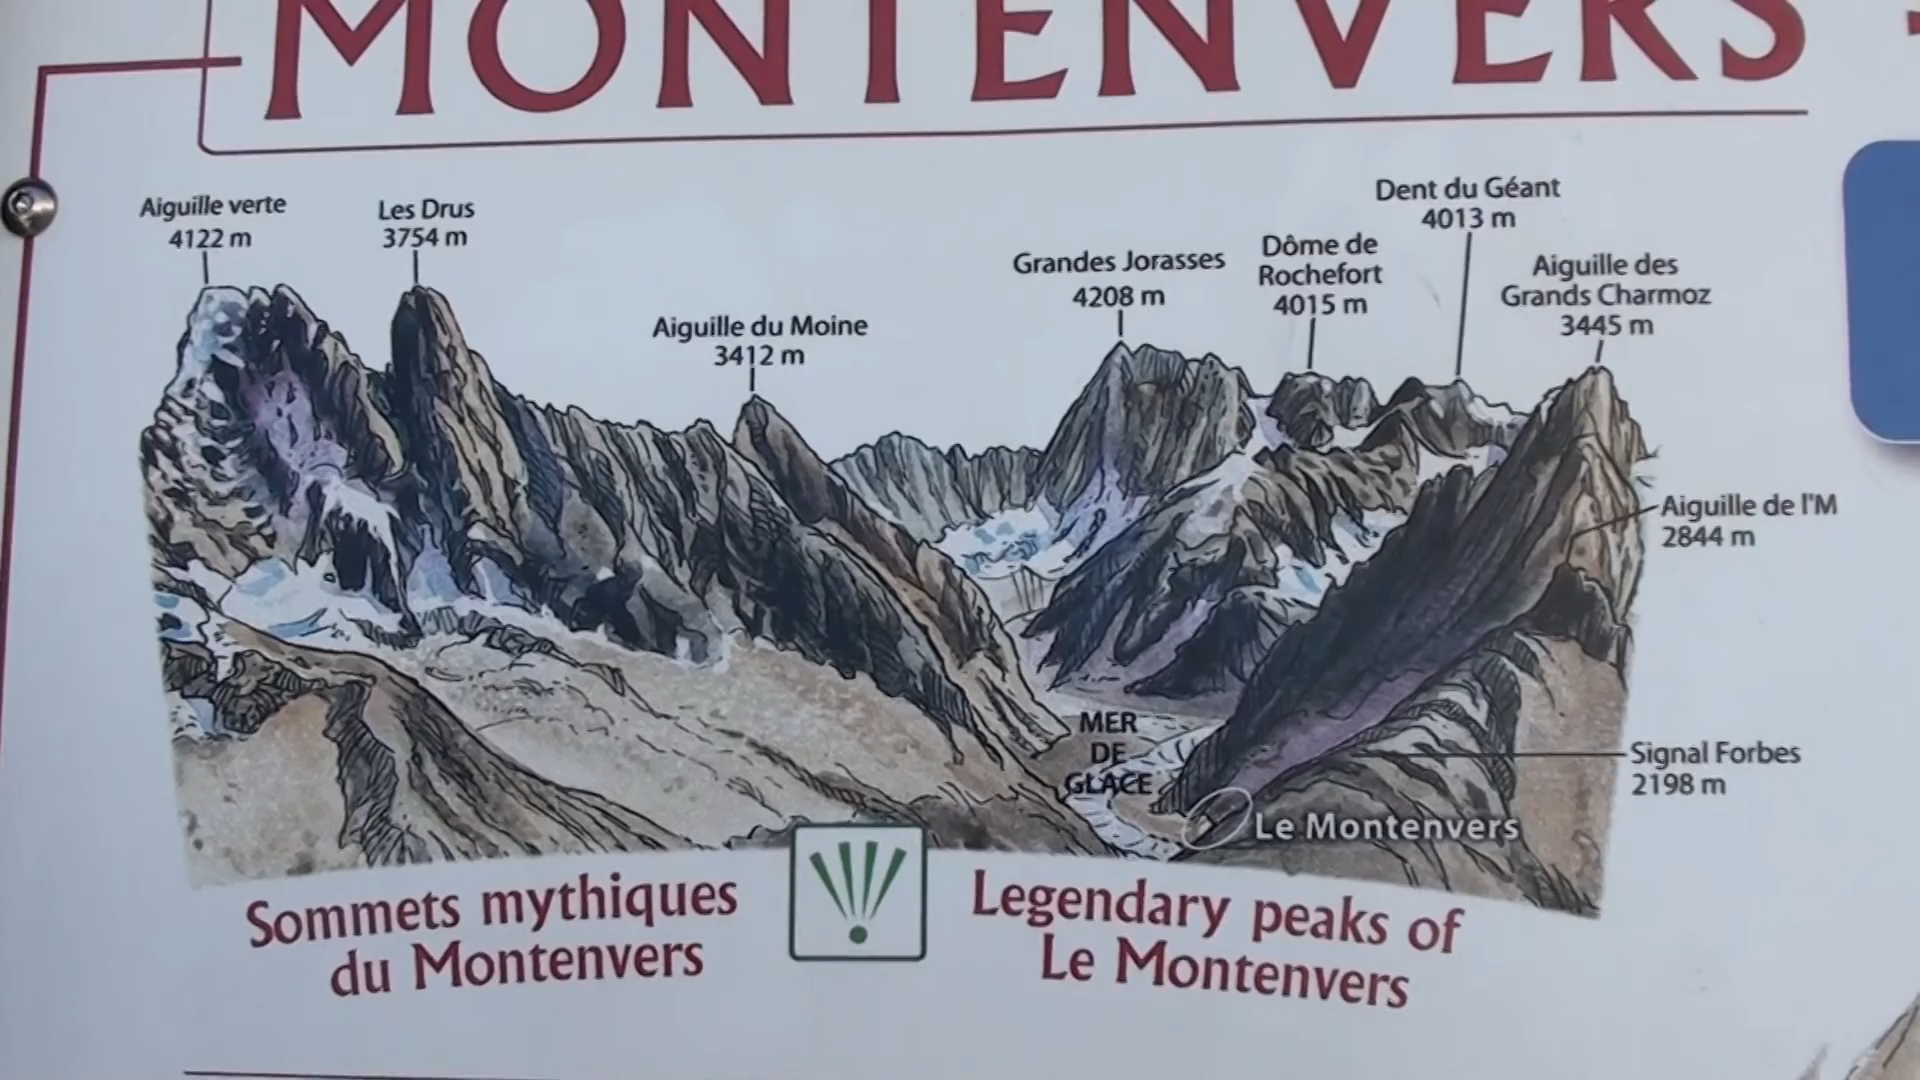 MONTENVERS
Aiguille verte
4122 m
Les Drus
3754 m
Aiguille du Moine
3412 m
Grandes Jorasses
4208 m
Dôme de
Rochefort
4015 m
Dent du Géant
4013 m
Aiguille des
Grands Charmoz
3445 m
Aiguille de l'M
2844 m
Signal Forbes
2198 m
MER
DE
GLACE
Le Montenvers
Sommets mythiques
du Montenvers
Legendary peaks of
Le Montenvers